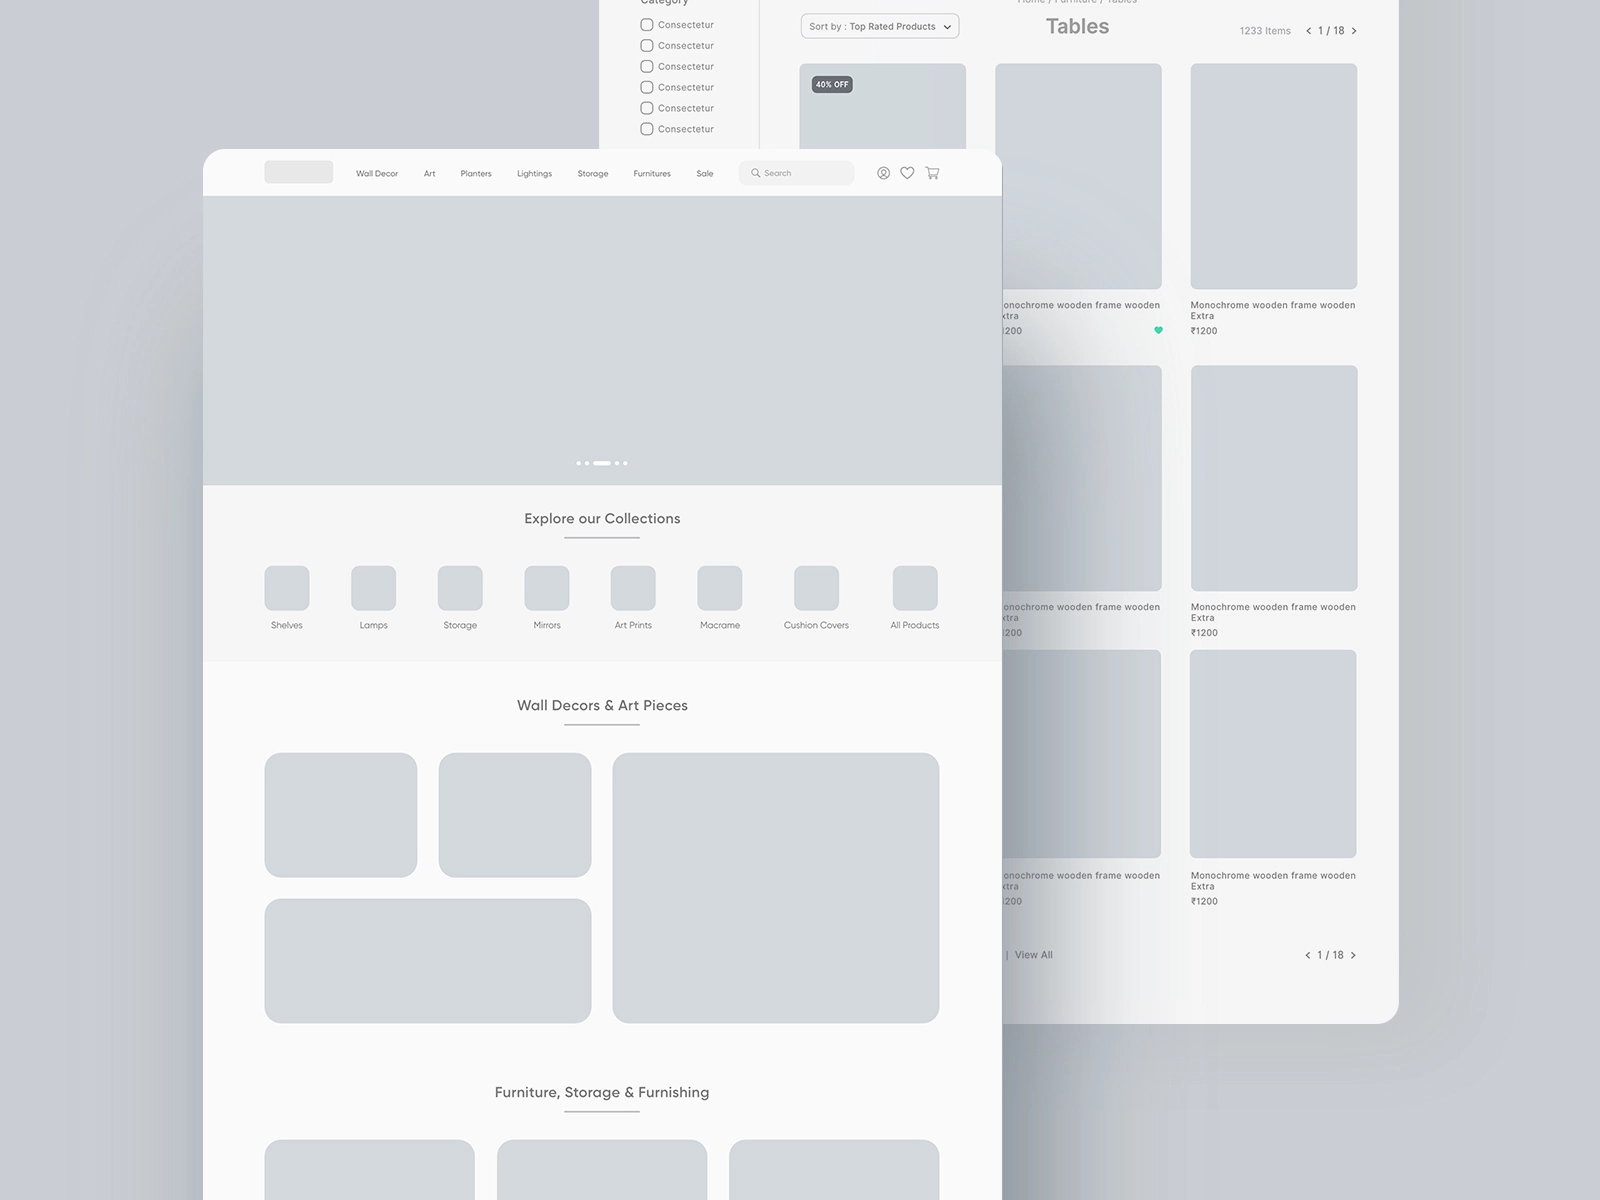 Category
Consectetur
Consectetur
Consectetur
Consectetur
Consectetur
Consectetur
Home / Furniture / Tables
Sort by : Top Rated Products
Tables
1233 Items
1 / 18
40% OFF
Wall Decor
Art
Planters
Lightings
Storage
Furnitures
Sale
Search
onochrome wooden frame wooden
xtra
1200
Monochrome wooden frame wooden
Extra
₹1200
Explore our Collections
Shelves
Lamps
Storage
Mirrors
Art Prints
Macrame
Cushion Covers
All Products
onochrome wooden frame wooden
xtra
1200
Monochrome wooden frame wooden
Extra
₹1200
Wall Decors & Art Pieces
onochrome wooden frame wooden
xtra
1200
Monochrome wooden frame wooden
Extra
₹1200
| View All
1 / 18
Furniture, Storage & Furnishing